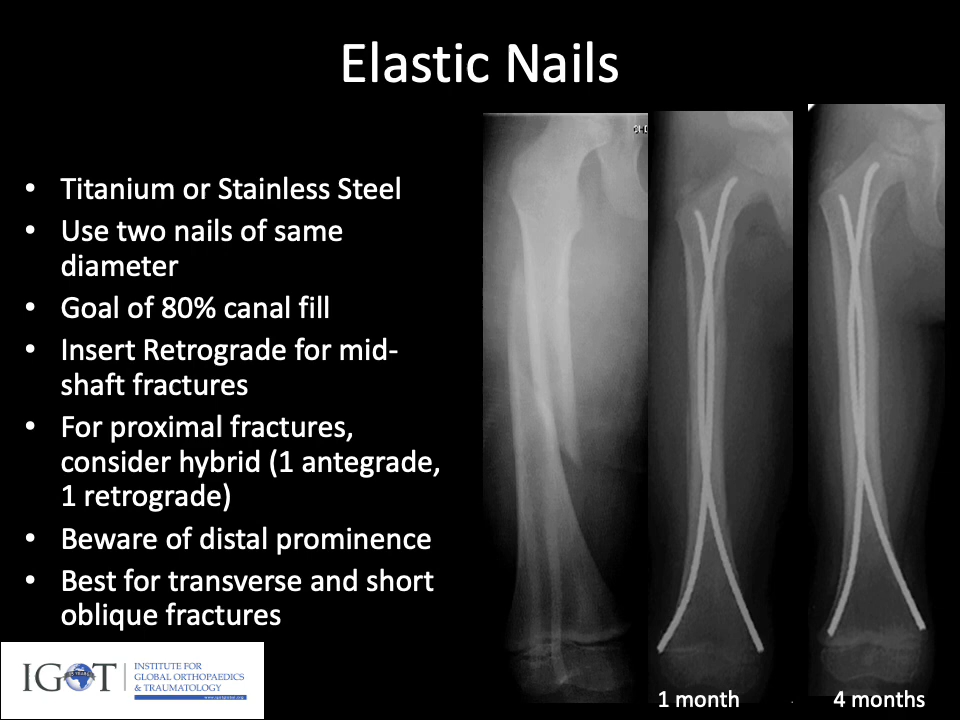 Elastic Nails
• Titanium or Stainless Steel
• Use two nails of same
diameter
• Goal of 80% canal fill
• Insert Retrograde for mid-
shaft fractures
• For proximal fractures,
consider hybrid (1 antegrade,
1 retrograde)
• Beware of distal prominence
• Best for transverse and short
oblique fractures
IGOT
INSTITUTE FOR
GLOBAL ORTHOPAEDICS
& TRAUMATOLOGY
1 month
4 months